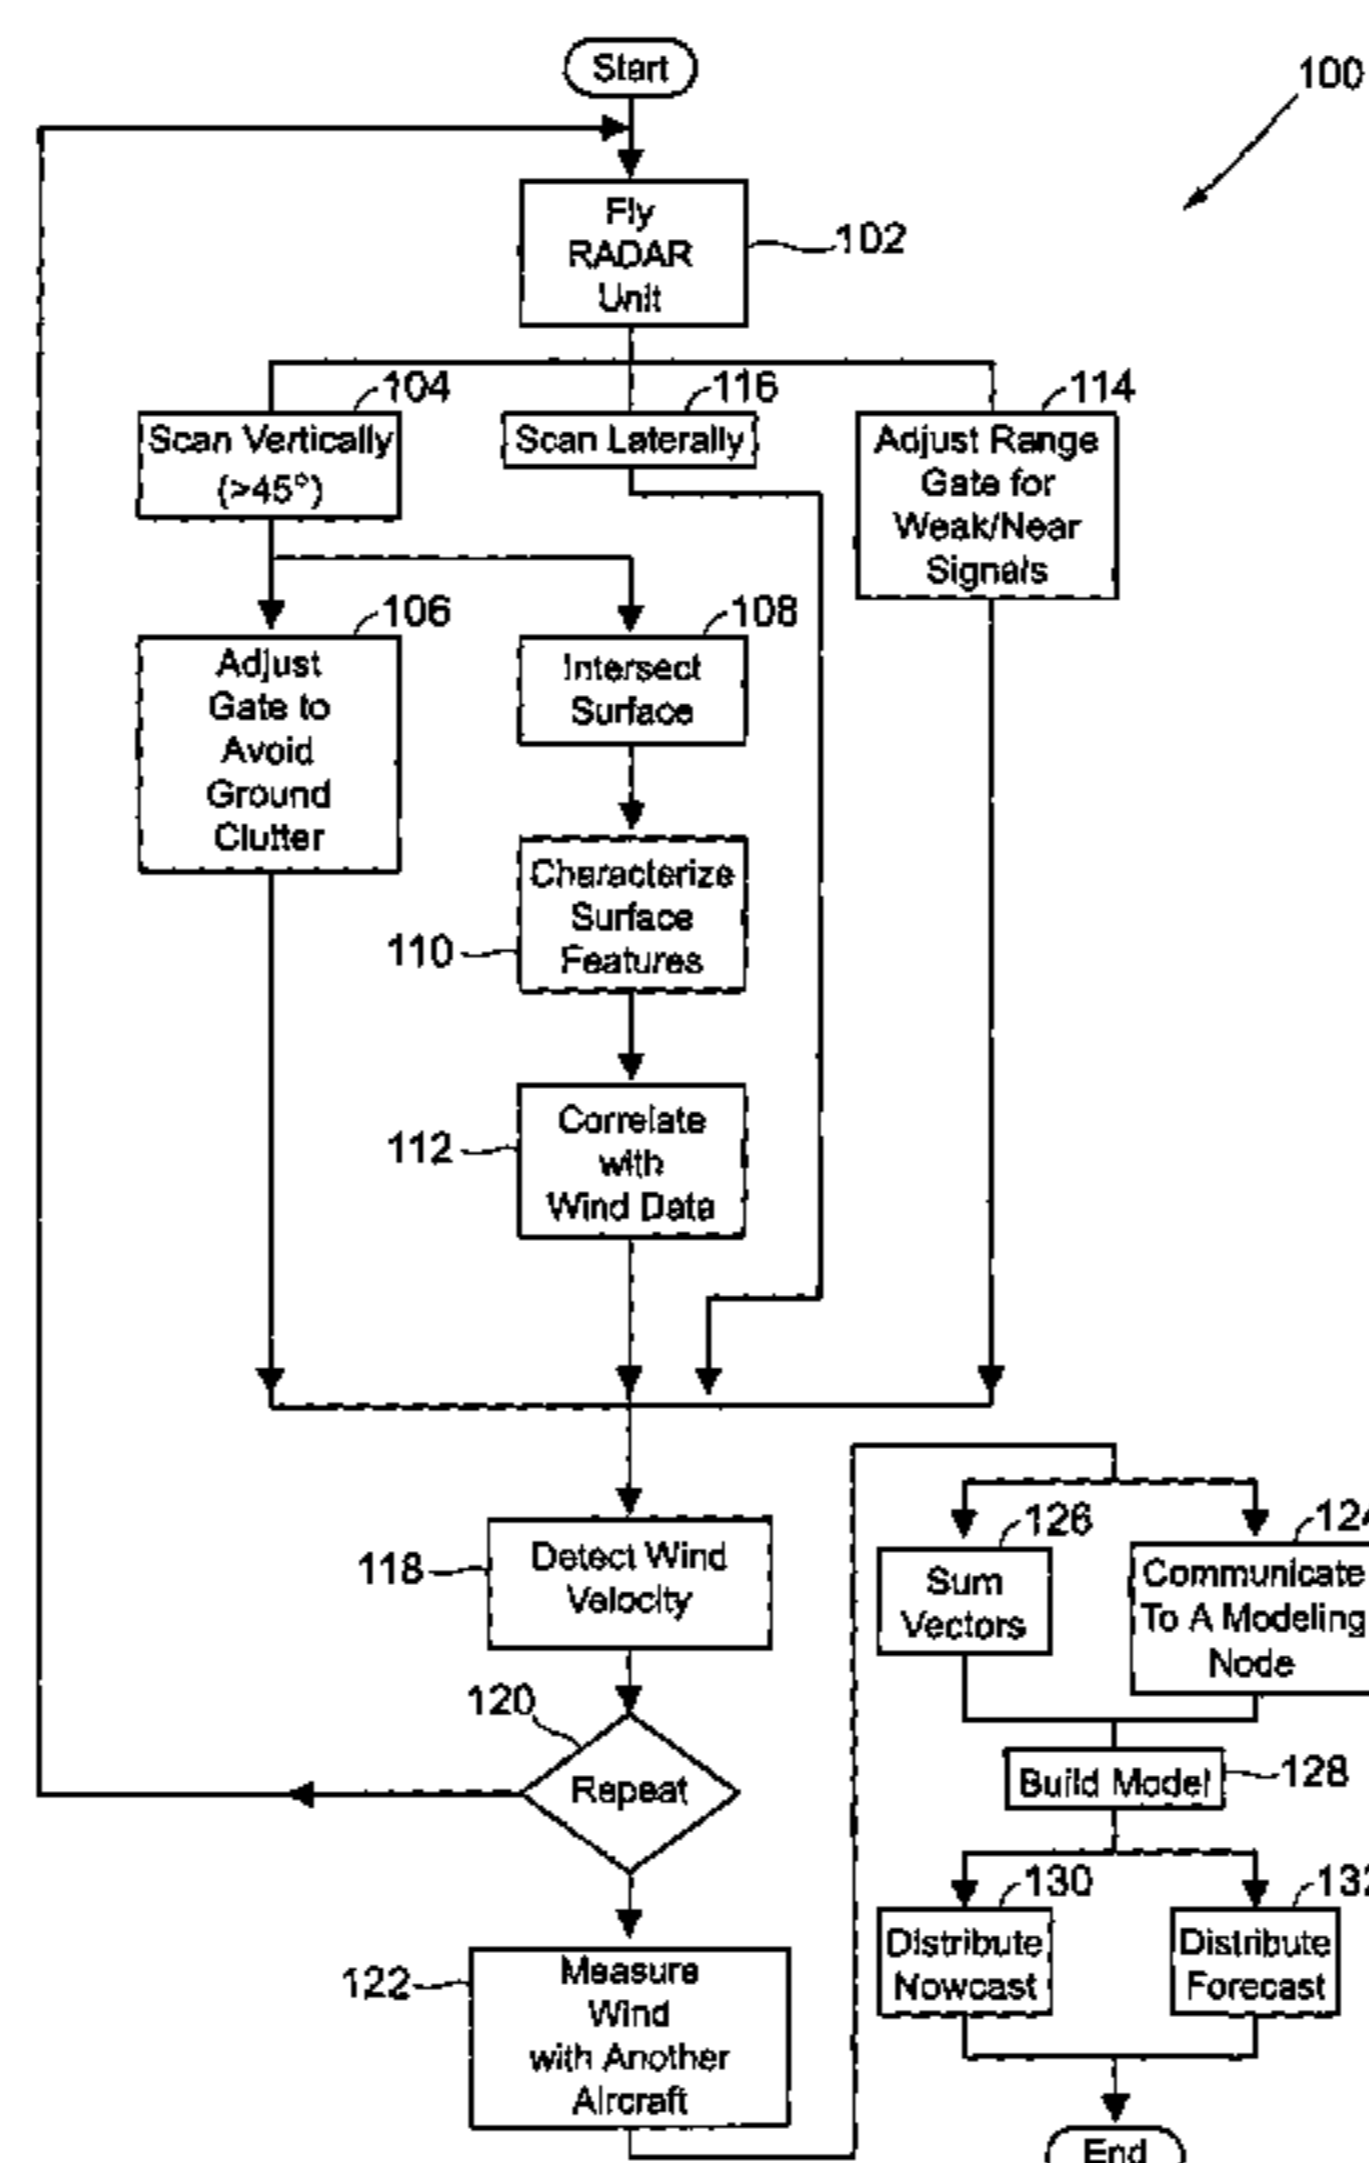 Start
100
Fly
RADAR
Unit
102
104
Scan Vertically
(>45°)
116
Scan Laterally
114
Adjust Range
Gate for
Weak/Near
Signals
106
Adjust
Gate to
Avoid
Ground
Clutter
108
Intersect
Surface
110
Characterize
Surface
Features
112
Correlate
with
Wind Data
118
Detect Wind
Velocity
120
Repeat
122
Measure
Wind
with Another
Aircraft
126
Sum
Vectors
124
Communicate
To A Modeling
Node
Build Model
128
130
Distribute
Nowcast
132
Distribute
Forecast
End